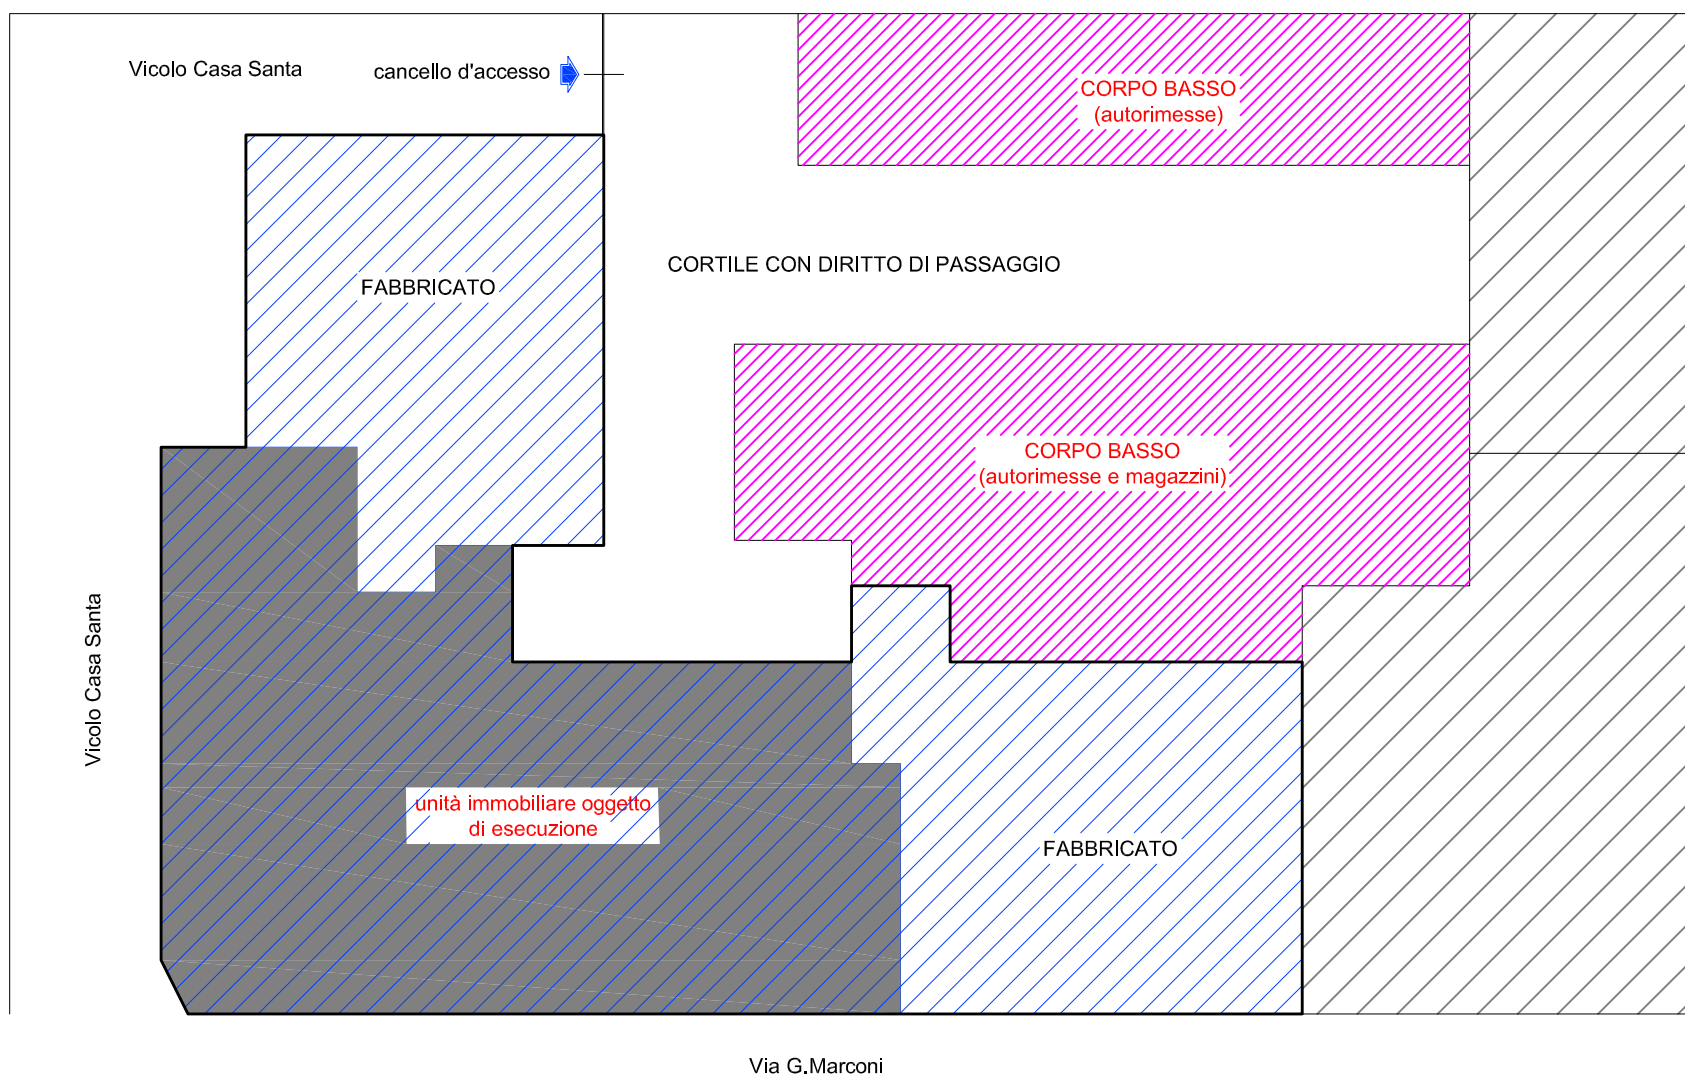 Vicolo Casa Santa
cancello d'accesso
CORPO BASSO
(autorimesse)
CORTILE CON DIRITTO DI PASSAGGIO
FABBRICATO
CORPO BASSO
(autorimesse e magazzini)
Vicolo Casa Santa
unità immobiliare oggetto
di esecuzione
FABBRICATO
Via G.Marconi